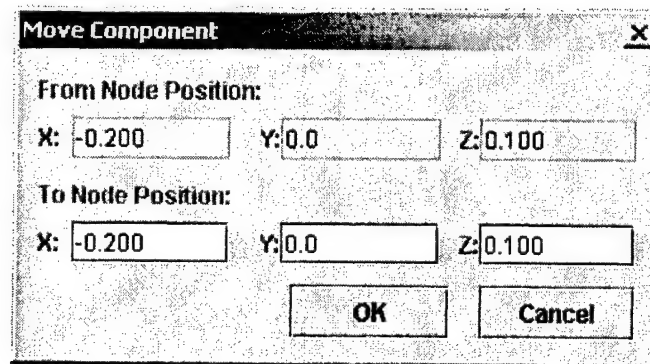 Move Component X
From Node Position:
X: -0.200 Y: 0.0 Z: 0.100
To Node Position:
X: -0.200 Y: 0.0 Z: 0.100
OK Cancel